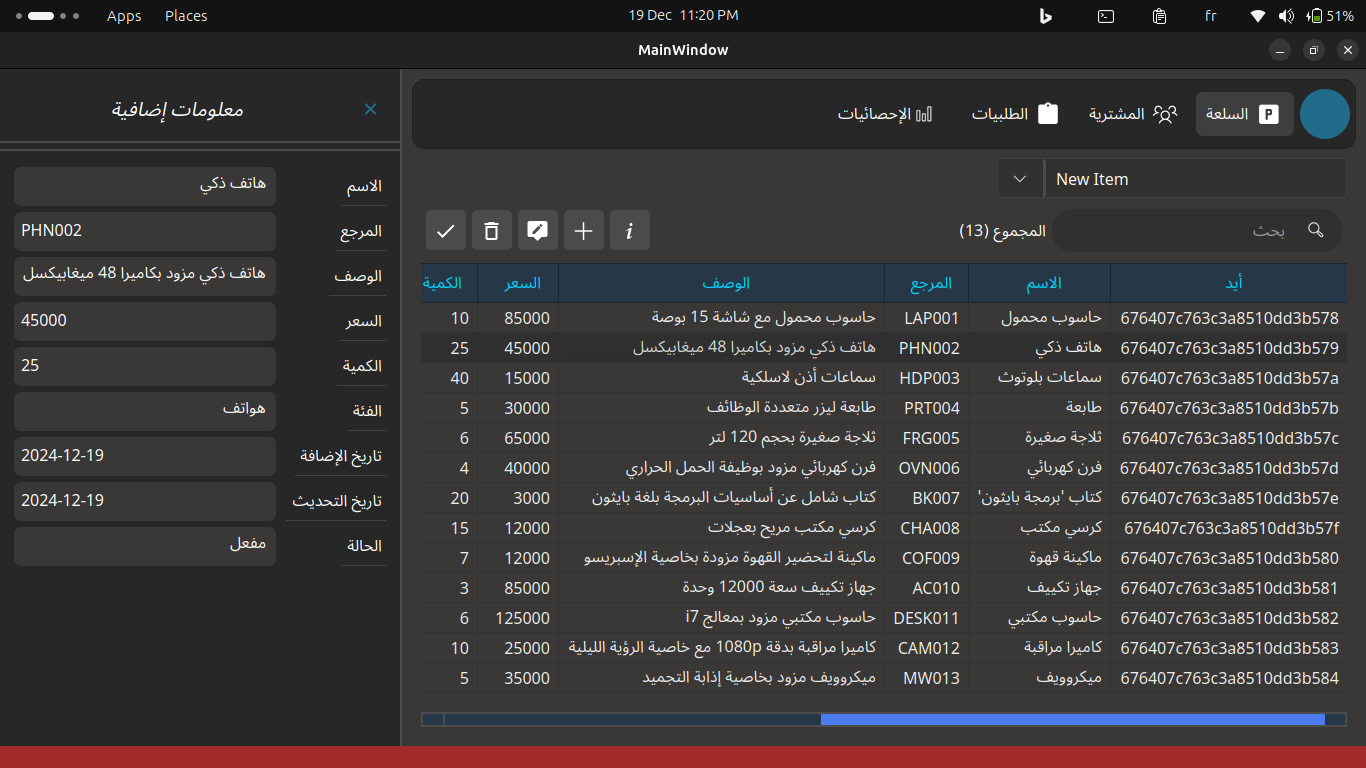 Apps Places 19 Dec 11:20 PM fr 51%
MainWindow
السلعة المشترية الطلبيات الإحصائيات
New Item
بحث المجموع (13)
أيد الاسم المرجع الوصف السعر الكمية
676407c763c3a8510dd3b578 حاسوب محمول LAP001 حاسوب محمول مع شاشة 15 بوصة 85000 10
676407c763c3a8510dd3b579 هاتف ذكي PHN002 هاتف ذكي مزود بكاميرا 48 ميغابيكسل 45000 25
676407c763c3a8510dd3b57a سماعات بلوتوث HDP003 سماعات أذن لاسلكية 15000 40
676407c763c3a8510dd3b57b طابعة PRT004 طابعة ليزر متعددة الوظائف 30000 5
676407c763c3a8510dd3b57c ثلاجة صغيرة FRG005 ثلاجة صغيرة بحجم 120 لتر 65000 6
676407c763c3a8510dd3b57d فرن كهربائي OVN006 فرن كهربائي مزود بوظيفة الحمل الحراري 40000 4
676407c763c3a8510dd3b57e كتاب 'برمجة بايثون' BK007 كتاب شامل عن أساسيات البرمجة بلغة بايثون 3000 20
676407c763c3a8510dd3b57f كرسي مكتب CHA008 كرسي مكتب مريح بعجلات 12000 15
676407c763c3a8510dd3b580 ماكينة قهوة COF009 ماكينة لتحضير القهوة مزودة بخاصية الإسبريسو 12000 7
676407c763c3a8510dd3b581 جهاز تكييف AC010 جهاز تكييف سعة 12000 وحدة 85000 3
676407c763c3a8510dd3b582 حاسوب مكتبي DESK011 حاسوب مكتبي مزود بمعالج i7 125000 6
676407c763c3a8510dd3b583 كاميرا مراقبة CAM012 كاميرا مراقبة بدقة 1080p مع خاصية الرؤية الليلية 25000 10
676407c763c3a8510dd3b584 ميكروويف MW013 ميكروويف مزود بخاصية إذابة التجميد 35000 5
معلومات إضافية
الاسم هاتف ذكي
المرجع PHN002
الوصف هاتف ذكي مزود بكاميرا 48 ميغابيكسل
السعر 45000
الكمية 25
الفئة هواتف
تاريخ الإضافة 2024-12-19
تاريخ التحديث 2024-12-19
الحالة مفعل